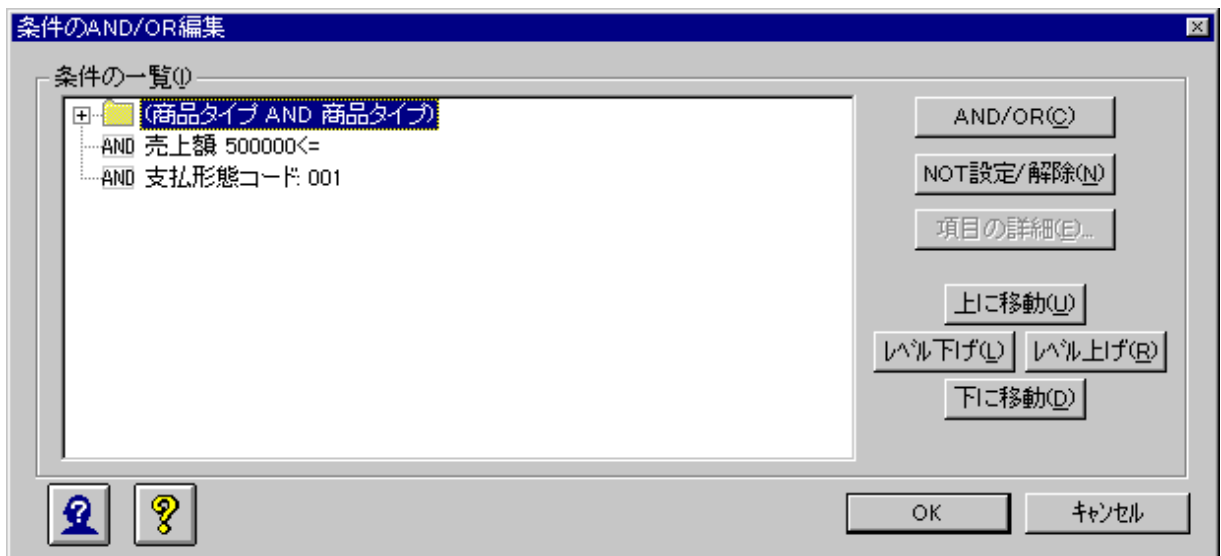 条件のAND/OR編集
条件の一覧(I)
(商品タイプ AND 商品タイプ)
AND 売上額 500000<=
AND 支払形態コード: 001
AND/OR(C)
NOT設定/解除(N)
項目の詳細(E)...
上に移動(U)
レベル下げ(L) レベル上げ(R)
下に移動(D)
OK キャンセル